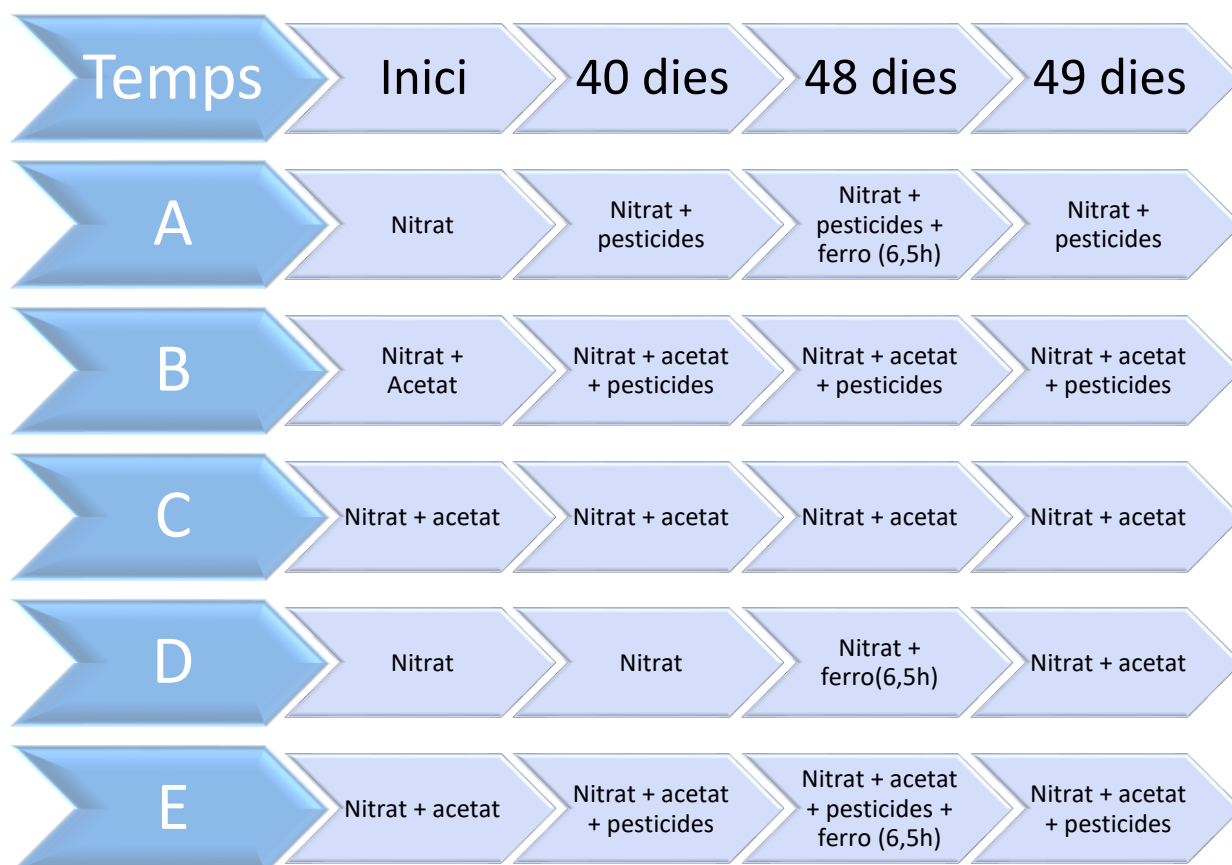 Temps
Inici
40 dies
48 dies
49 dies
A
Nitrat
Nitrat +
pesticides
Nitrat +
pesticides +
ferro (6,5h)
Nitrat +
pesticides
B
Nitrat +
Acetat
Nitrat + acetat
+ pesticides
Nitrat + acetat
+ pesticides
Nitrat + acetat
+ pesticides
C
Nitrat + acetat
Nitrat + acetat
Nitrat + acetat
Nitrat + acetat
D
Nitrat
Nitrat
Nitrat +
ferro(6,5h)
Nitrat + acetat
E
Nitrat + acetat
Nitrat + acetat
+ pesticides
Nitrat + acetat
+ pesticides +
ferro (6,5h)
Nitrat + acetat
+ pesticides